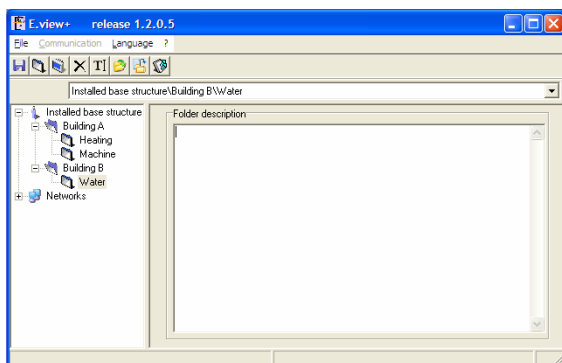 E.view+ release 1.2.0.5
File Communication Language ?
TI
Installed base structure\Building B\Water
Installed base structure
Building A
Heating
Machine
Building B
Water
Networks
Folder description